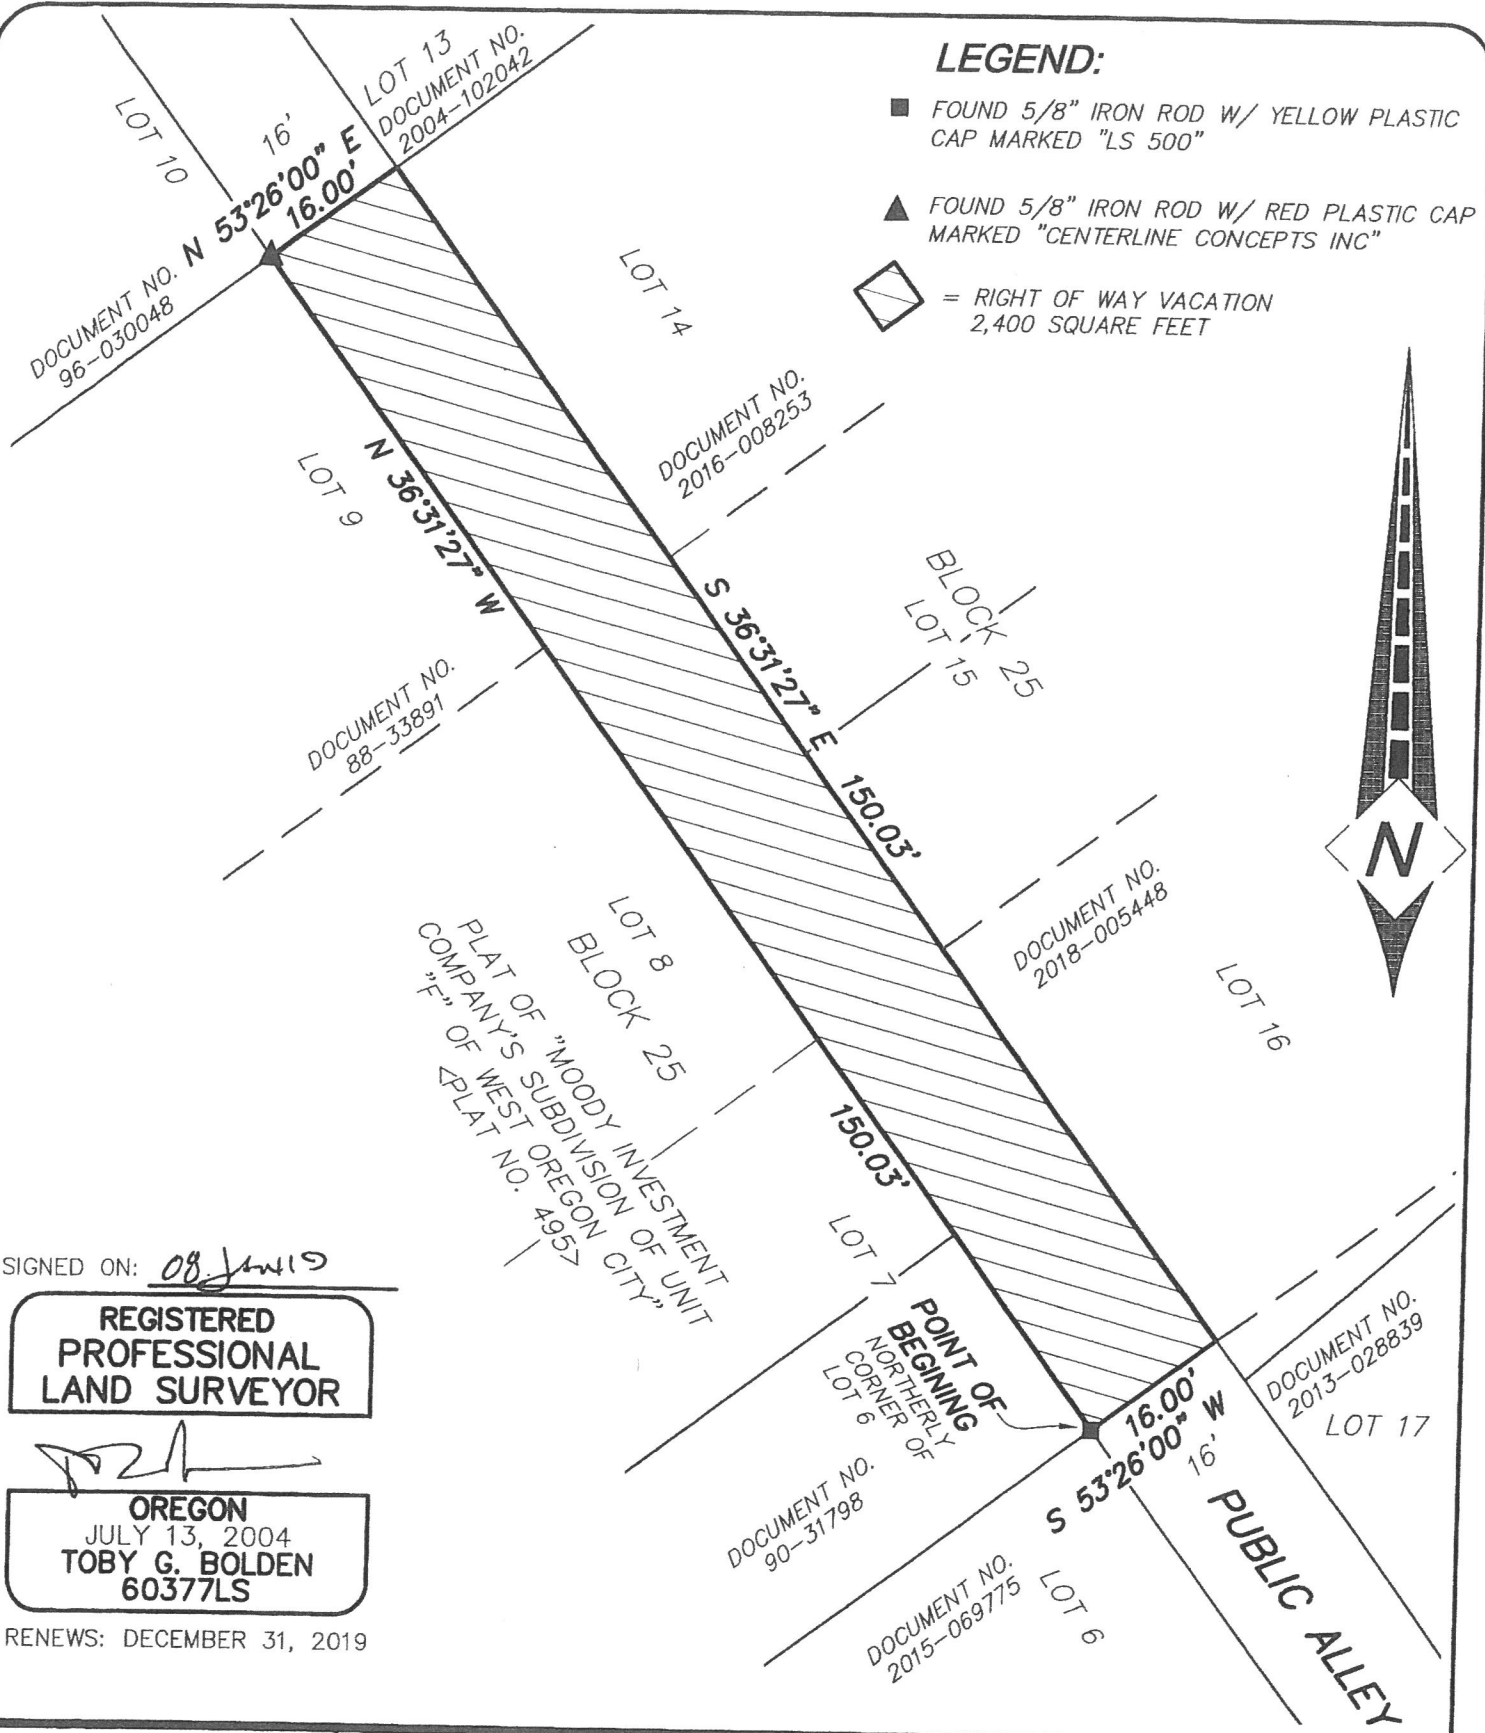 LEGEND:
FOUND 5/8" IRON ROD W/ YELLOW PLASTIC
CAP MARKED "LS 500"
FOUND 5/8" IRON ROD W/ RED PLASTIC CAP
MARKED "CENTERLINE CONCEPTS INC"
= RIGHT OF WAY VACATION
2,400 SQUARE FEET
LOT 10
16'
LOT 13
DOCUMENT NO.
2004-102042
N 53°26'00" E
16.00'
DOCUMENT NO.
96-030048
LOT 14
DOCUMENT NO.
2016-008253
LOT 9
N 36°31'27" W
S 36°31'27" E
150.03'
BLOCK 25
LOT 15
DOCUMENT NO.
88-33891
N
DOCUMENT NO.
2018-005448
LOT 16
LOT 8
BLOCK 25
PLAT OF "MOODY INVESTMENT
COMPANY'S SUBDIVISION OF UNIT
"F" OF WEST OREGON CITY"
<PLAT NO. 495>
150.03'
LOT 7
POINT OF
BEGINING
NORTHERLY
CORNER OF
LOT 6
16.00'
S 53°26'00" W
16'
DOCUMENT NO.
2013-028839
LOT 17
DOCUMENT NO.
90-31798
DOCUMENT NO.
2015-069775
LOT 6
PUBLIC ALLEY
SIGNED ON: 08.JAN19
REGISTERED
PROFESSIONAL
LAND SURVEYOR
OREGON
JULY 13, 2004
TOBY G. BOLDEN
60377LS
RENEWS: DECEMBER 31, 2019